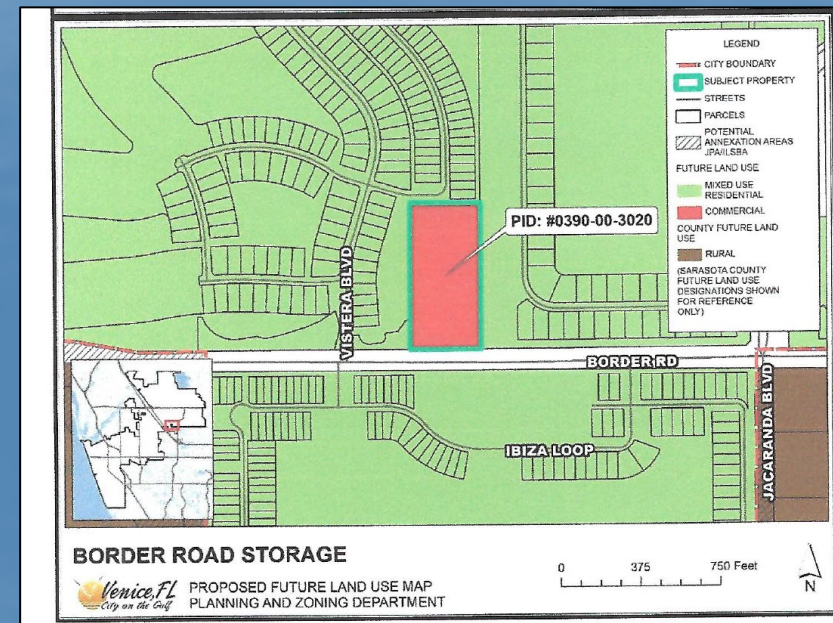 LEGEND
CITY BOUNDARY
SUBJECT PROPERTY
STREETS
PARCELS
POTENTIAL
ANNEXATION AREAS
JPA/ILSBA
FUTURE LAND USE
MIXED USE
RESIDENTIAL
COMMERCIAL
COUNTY FUTURE LAND
USE
RURAL
(SARASOTA COUNTY
FUTURE LAND USE
DESIGNATIONS SHOWN
FOR REFERENCE
ONLY)
PID: #0390-00-3020
VISTERA BLVD
BORDER RD
IBIZA LOOP
JACARANDA BLVD
BORDER ROAD STORAGE
Venice, FL
City on the Gulf
PROPOSED FUTURE LAND USE MAP
PLANNING AND ZONING DEPARTMENT
0 375 750 Feet
N